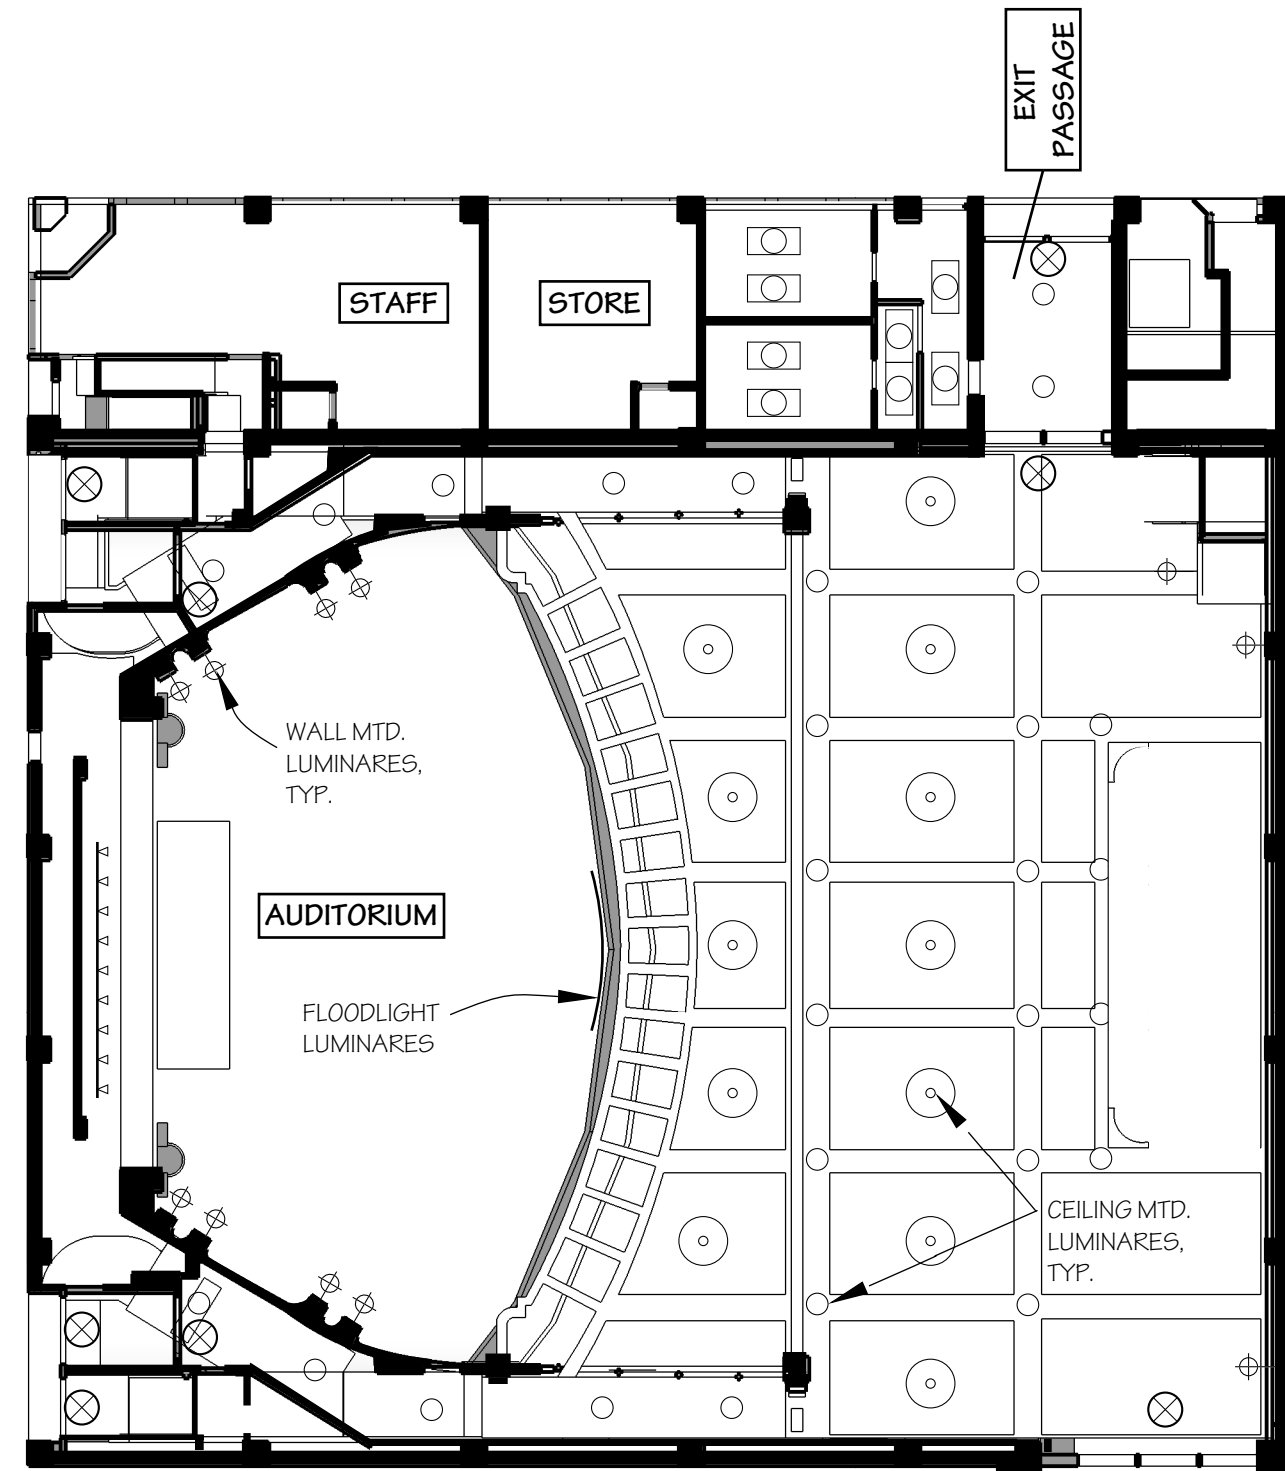 EXIT
PASSAGE
STAFF
STORE
WALL MTD.
LUMINARES,
TYP.
AUDITORIUM
FLOODLIGHT
LUMINARES
CEILING MTD.
LUMINARES,
TYP.